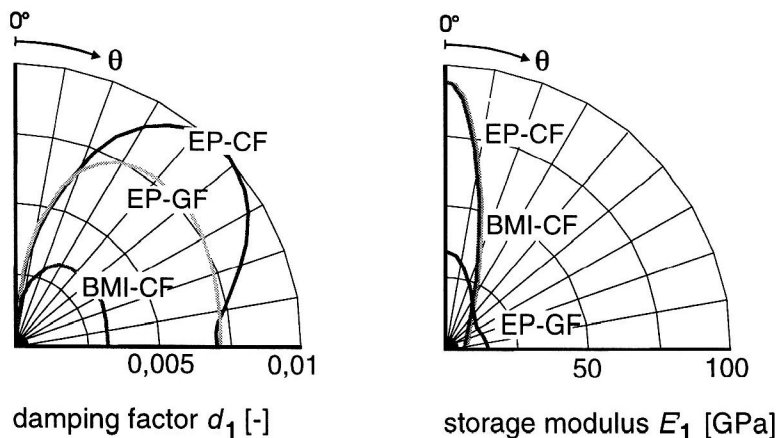 0°
θ
EP-CF
EP-GF
BMI-CF
0,005
0,01
damping factor d₁ [-]
0°
θ
EP-CF
BMI-CF
EP-GF
50
100
storage modulus E₁ [GPa]